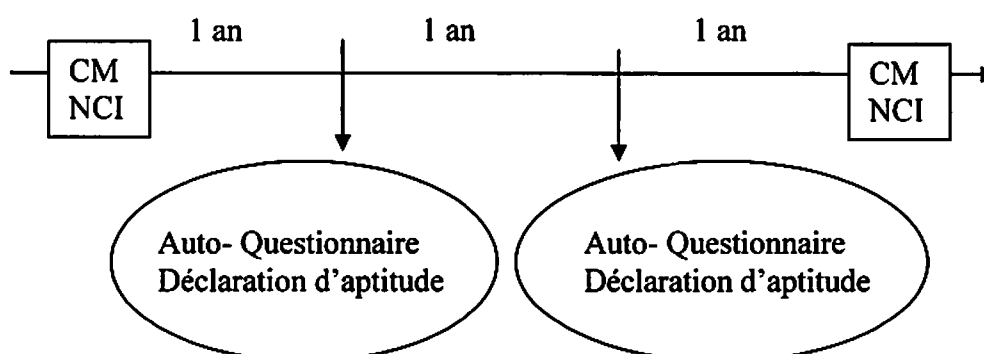 1 an
1 an
1 an
CM
NCI
CM
NCI
Auto- Questionnaire
Déclaration d'aptitude
Auto- Questionnaire
Déclaration d'aptitude